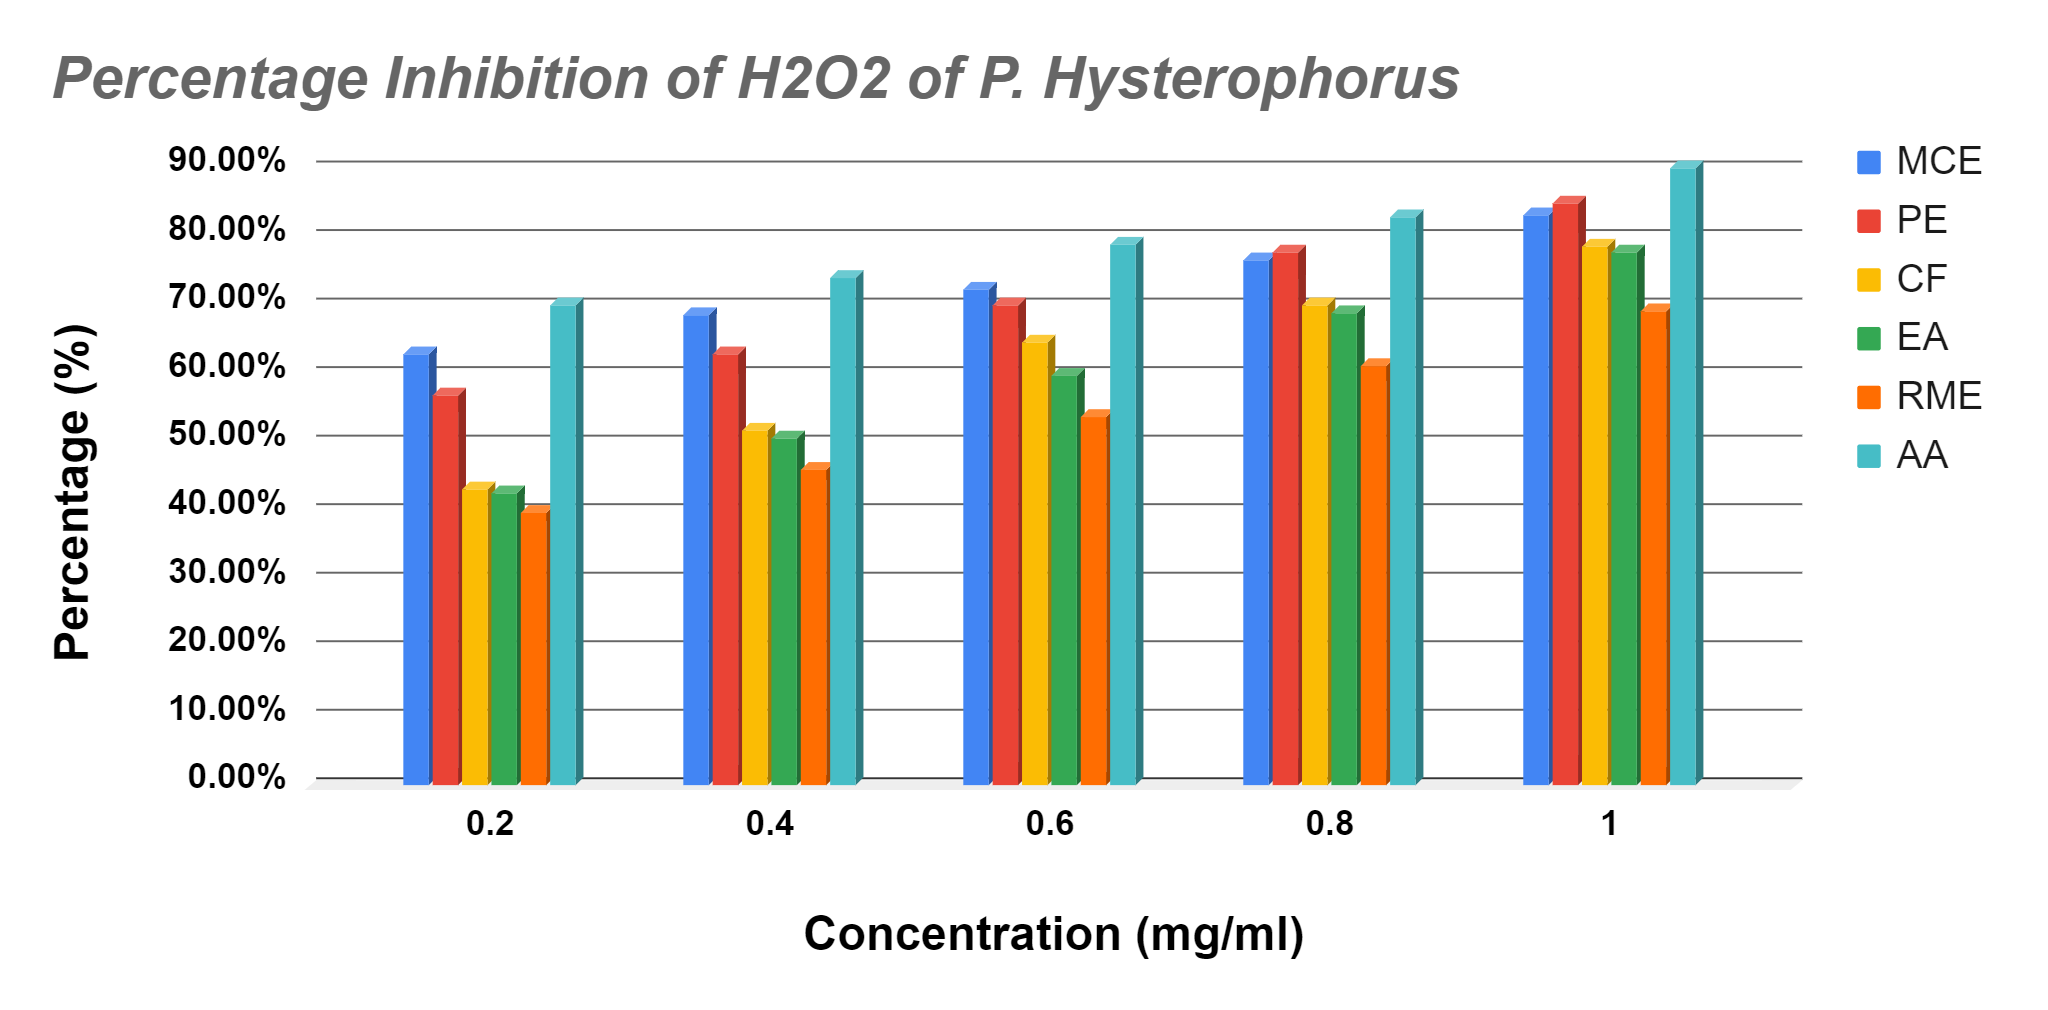 Percentage Inhibition of H2O2 of P. Hysterophorus
Percentage (%)
90.00%
80.00%
70.00%
60.00%
50.00%
40.00%
30.00%
20.00%
10.00%
0.00%
0.2 0.4 0.6 0.8 1
Concentration (mg/ml)
MCE
PE
CF
EA
RME
AA